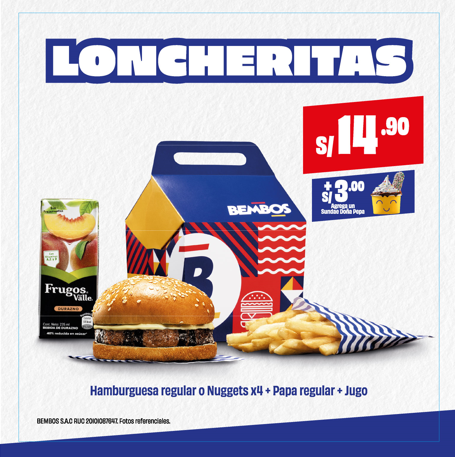 LONCHERITAS
S/14.90
+
S/3.00
Agrega un
Sundae Doña Pepa
BEMBOS
B
Frugos
del Valle
DURAZNO
Hamburguesa regular o Nuggets x4 + Papa regular + Jugo
BEMBOS S.A.C RUC 20101087647. Fotos referenciales.